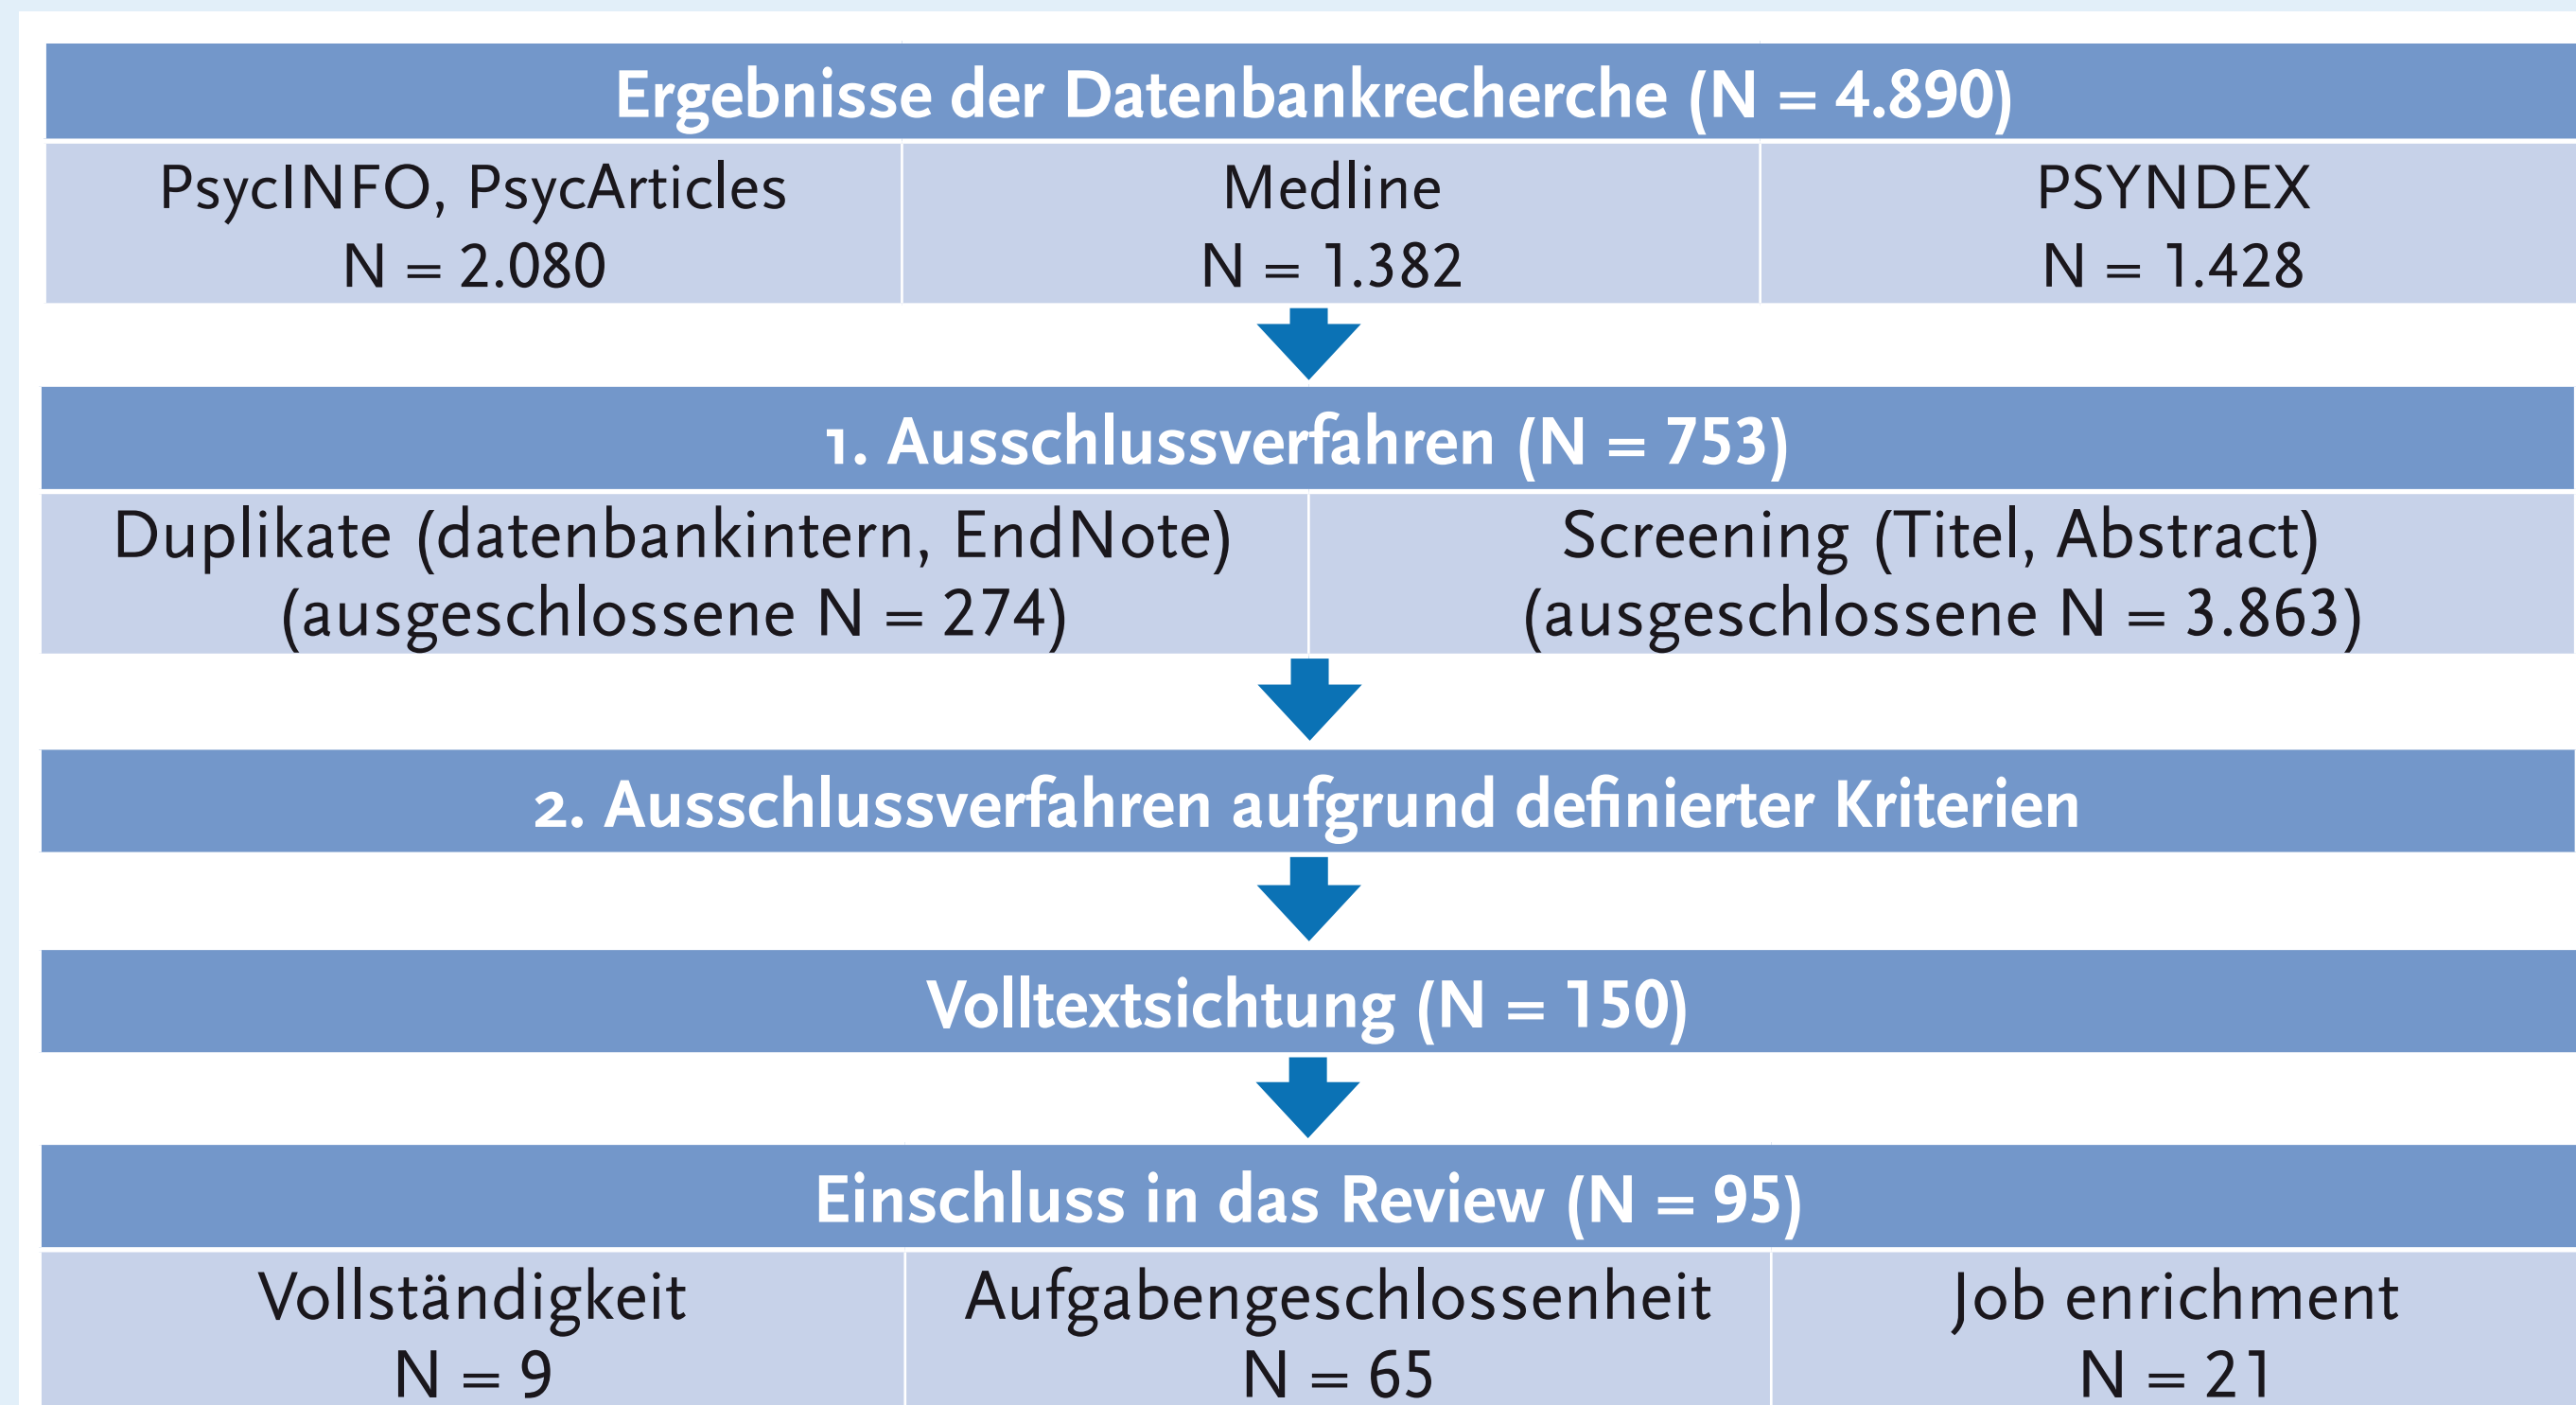 Ergebnisse der Datenbankrecherche (N = 4.890)
PsycINFO, PsycArticles
N = 2.080
Medline
N = 1.382
PSYNDEX
N = 1.428
1. Ausschlussverfahren (N = 753)
Duplikate (datenbankintern, EndNote)
(ausgeschlossene N = 274)
Screening (Titel, Abstract)
(ausgeschlossene N = 3.863)
2. Ausschlussverfahren aufgrund definierter Kriterien
Volltextsichtung (N = 150)
Einschluss in das Review (N = 95)
Vollständigkeit
N = 9
Aufgabengeschlossenheit
N = 65
Job enrichment
N = 21